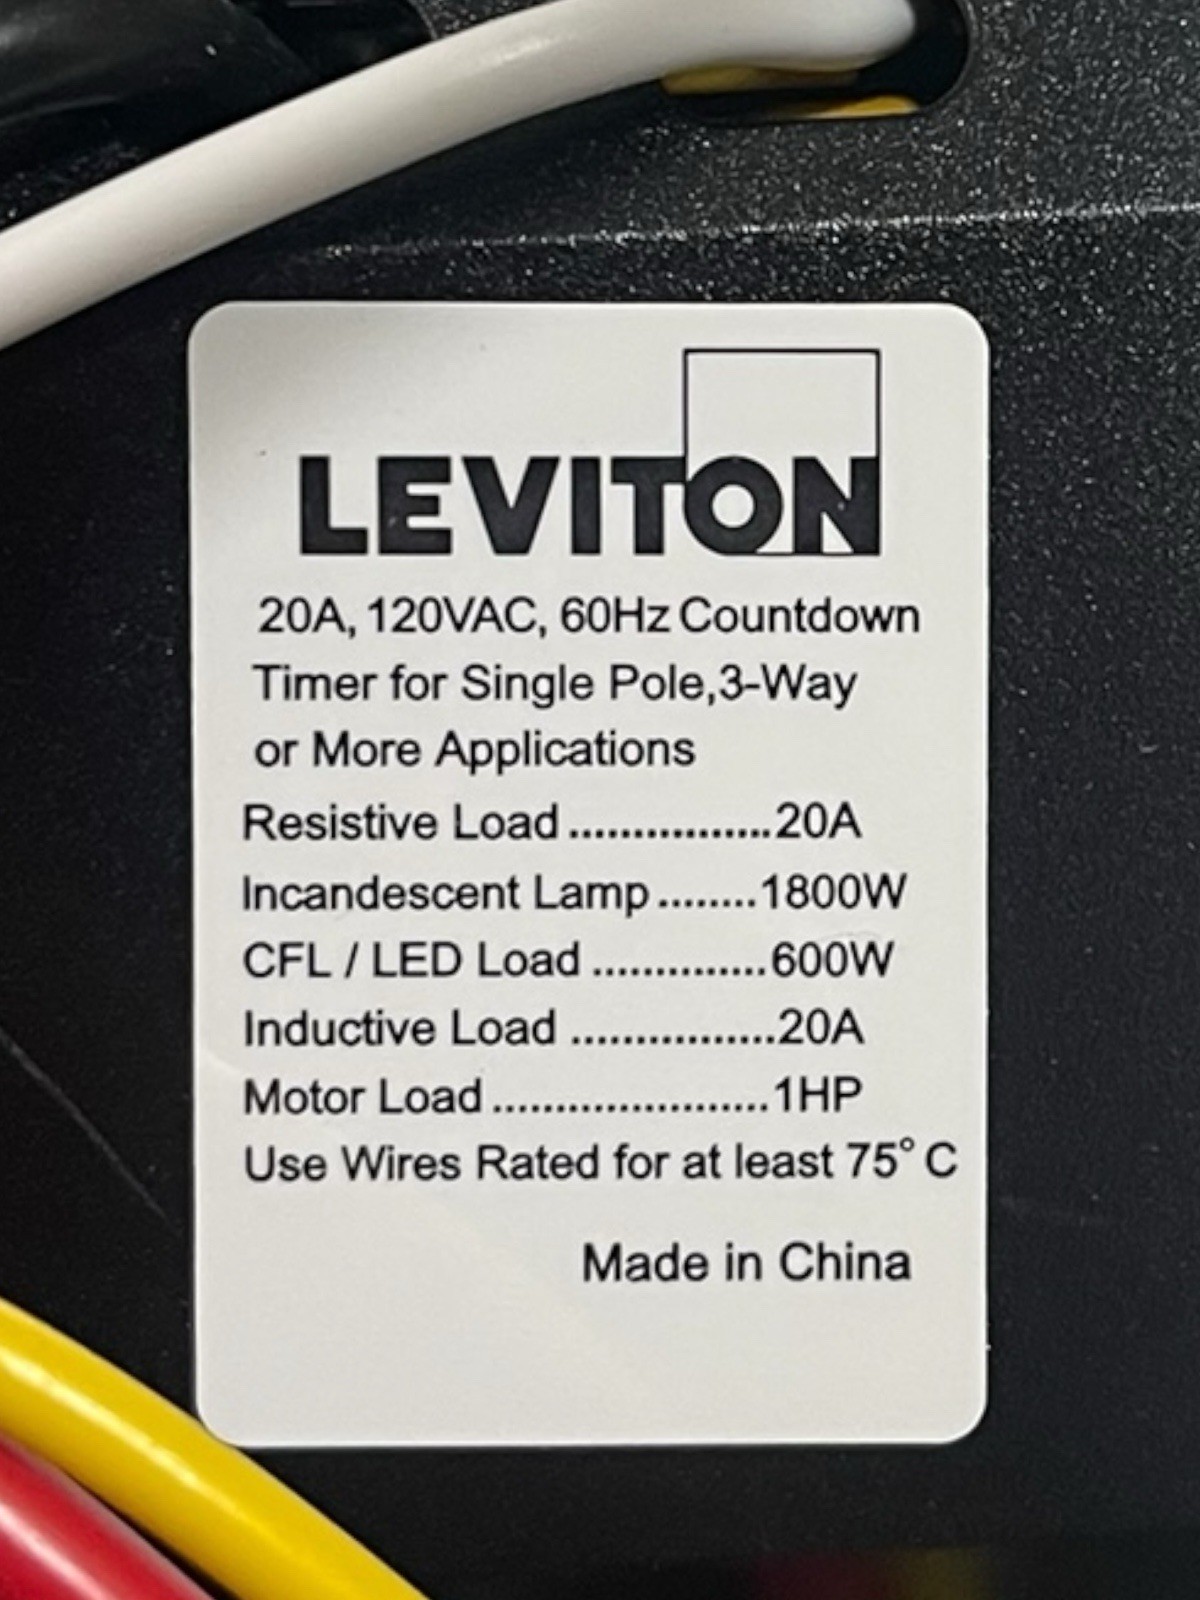 LEVITON
20A, 120VAC, 60Hz Countdown
Timer for Single Pole,3-Way
or More Applications
Resistive Load ................20A
Incandescent Lamp ........1800W
CFL / LED Load ..............600W
Inductive Load ................20A
Motor Load ......................1HP
Use Wires Rated for at least 75° C
Made in China